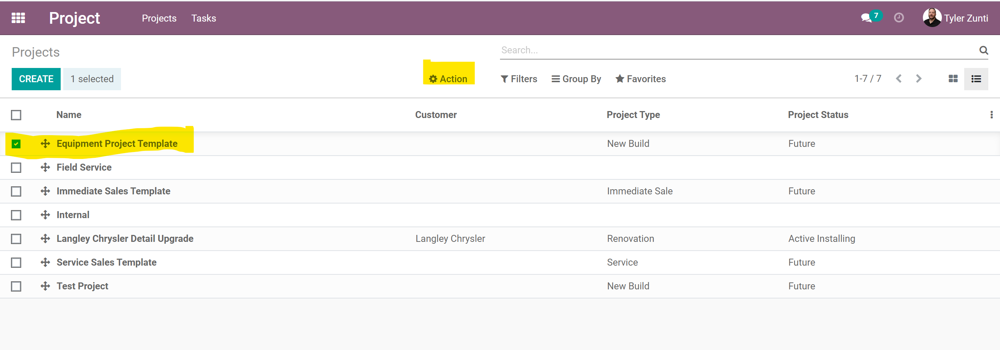 Project Projects Tasks 7 Tyler Zunti
Projects Search...
CREATE 1 selected Action Filters Group By Favorites 1-7 / 7
Name Customer Project Type Project Status
Equipment Project Template New Build Future
Field Service
Immediate Sales Template Immediate Sale Future
Internal
Langley Chrysler Detail Upgrade Langley Chrysler Renovation Active Installing
Service Sales Template Service Future
Test Project New Build Future